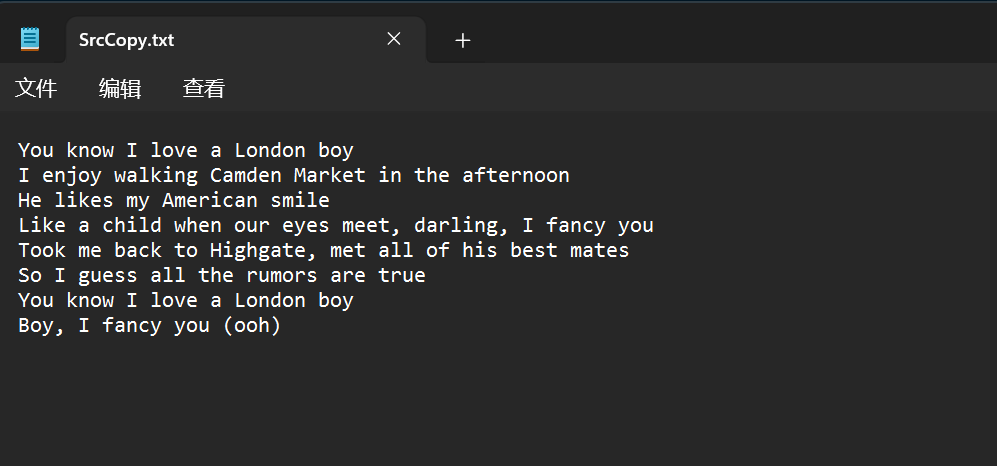 SrcCopy.txt
文件 编辑 查看
You know I love a London boy
I enjoy walking Camden Market in the afternoon
He likes my American smile
Like a child when our eyes meet, darling, I fancy you
Took me back to Highgate, met all of his best mates
So I guess all the rumors are true
You know I love a London boy
Boy, I fancy you (ooh)